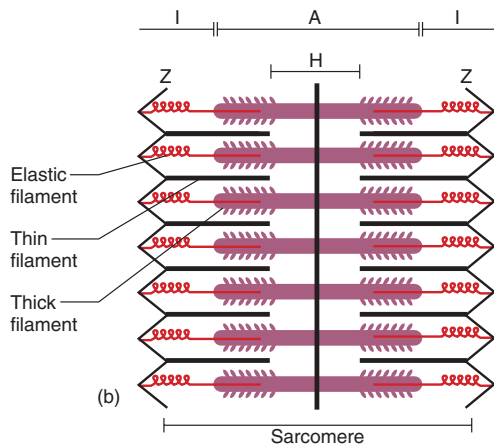 I A I
H
Z Z
Elastic
filament
Thin
filament
Thick
filament
(b)
Sarcomere